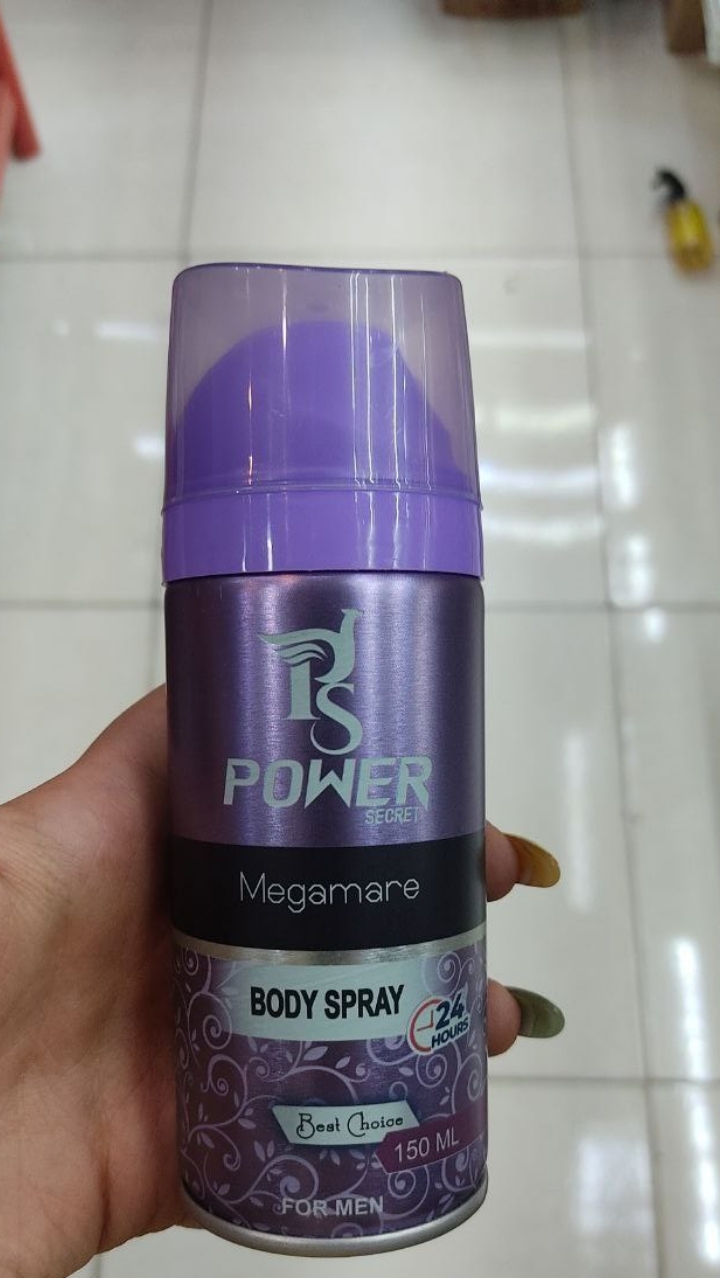 PS
POWER
SECRET
Megamare
BODY SPRAY
24
HOURS
Best Choice
150 ML
FOR MEN